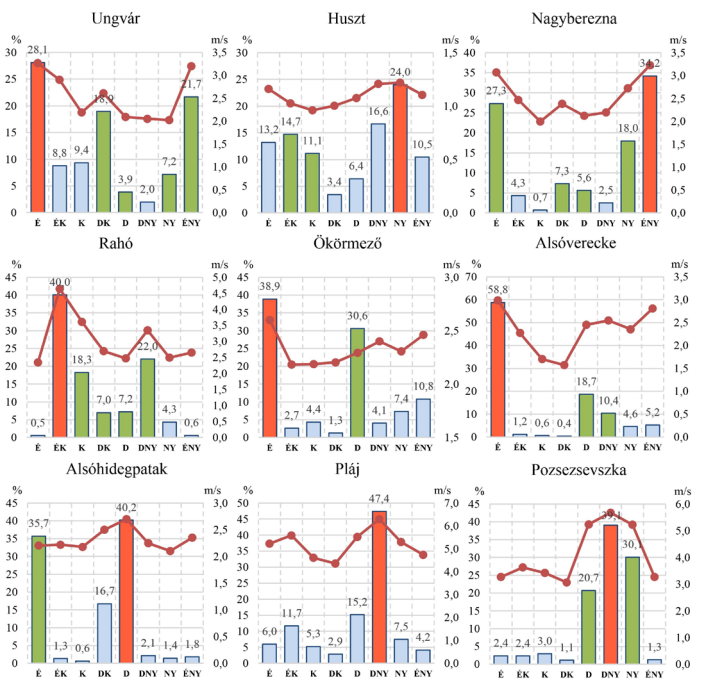 Ungvár
% m/s
30 3,5
25 3,0
20 2,5
15 2,0
10 1,5
5 1,0
0 0,5
0,0
28,1 8,8 9,4 18,9 3,9 2,0 7,2 21,7
É ÉK K DK D DNY NY ÉNY
Huszt
% m/s
30 1,5
25
20 1,0
15
10 0,5
5
0 0,0
13,2 14,7 11,1 3,4 6,4 16,6 24,0 10,5
É ÉK K DK D DNY NY ÉNY
Nagyberezna
% m/s
40 3,5
35 3,0
30 2,5
25 2,0
20 1,5
15 1,0
10 0,5
5 0,0
0
27,3 4,3 0,7 7,3 5,6 2,5 18,0 34,2
É ÉK K DK D DNY NY ÉNY
Rahó
% m/s
45 5,0
40 4,5
35 4,0
30 3,5
25 3,0
20 2,5
15 2,0
10 1,5
5 1,0
0 0,5
0,0
0,5 40,0 18,3 7,0 7,2 22,0 4,3 0,6
É ÉK K DK D DNY NY ÉNY
Ökörmező
% m/s
45 3,0
40
35 2,5
30
25
20 2,0
15
10
5
0 1,5
38,9 2,7 4,4 1,3 30,6 4,1 7,4 10,8
É ÉK K DK D DNY NY ÉNY
Alsóverecke
% m/s
70 3,5
60 3,0
50 2,5
40 2,0
30 1,5
20 1,0
10 0,5
0 0,0
58,8 1,2 0,6 0,4 18,7 10,4 4,6 5,2
É ÉK K DK D DNY NY ÉNY
Alsóhidegpatak
% m/s
45 3,0
40 2,5
35 2,0
30 1,5
25 1,0
20 0,5
15 0,0
10
5
0
35,7 1,3 0,6 16,7 40,2 2,1 1,4 1,8
É ÉK K DK D DNY NY ÉNY
Pláj
% m/s
50 7,0
45 6,0
40 5,0
35 4,0
30 3,0
25 2,0
20 1,0
15 0,0
10
5
0
6,0 11,7 5,3 2,9 15,2 47,4 7,5 4,2
É ÉK K DK D DNY NY ÉNY
Pozsezsevszka
% m/s
45 6,0
40 5,0
35 4,0
30 3,0
25 2,0
20 1,0
15 0,0
10
5
0
2,4 2,4 3,0 1,1 20,7 39,1 30,1 1,3
É ÉK K DK D DNY NY ÉNY